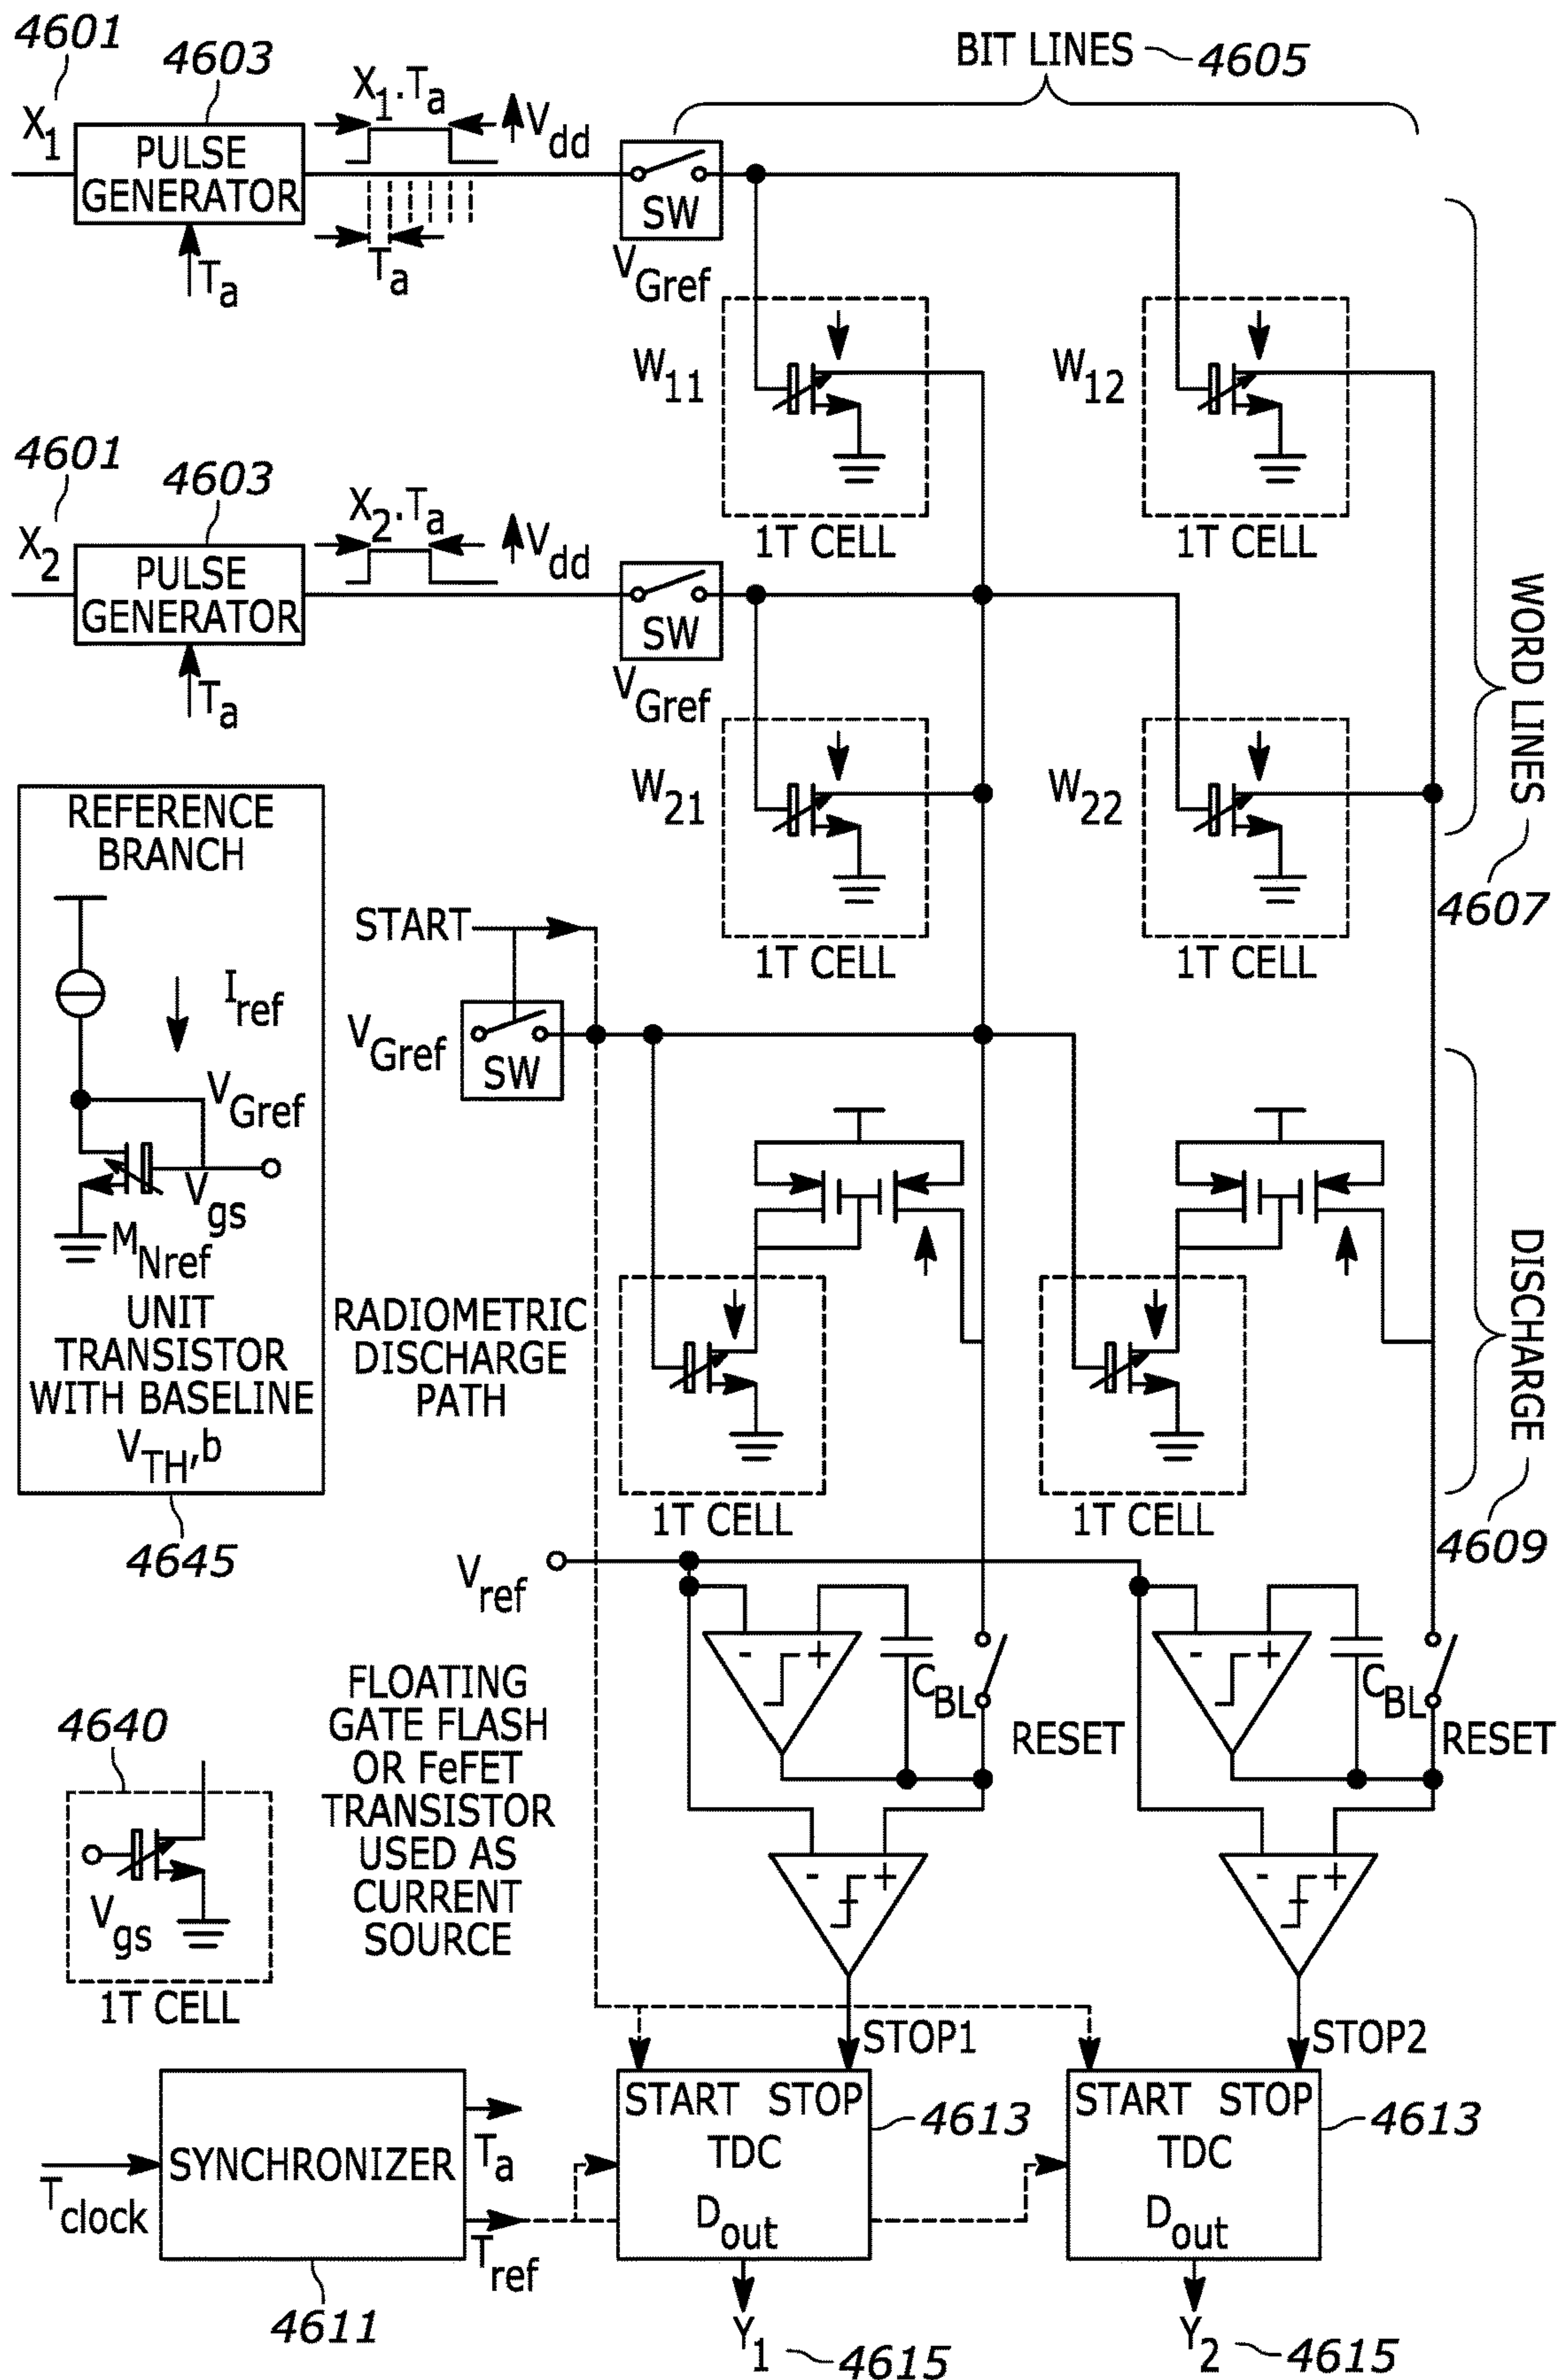 4601
4603
BIT LINES
4605
X1
PULSE
GENERATOR
X1.Ta
Vdd
SW
Ta
Ta
VGref
W11
W12
1T CELL
1T CELL
4601
4603
X2
PULSE
GENERATOR
X2.Ta
Vdd
SW
Ta
VGref
W21
W22
1T CELL
1T CELL
WORD LINES
4607
REFERENCE
BRANCH
Iref
VGref
Vgs
MNref
UNIT
TRANSISTOR
WITH BASELINE
VTH,b
4645
START
VGref
SW
RADIOMETRIC
DISCHARGE
PATH
1T CELL
1T CELL
DISCHARGE
4609
Vref
- +
CBL
RESET
- +
CBL
RESET
FLOATING
GATE FLASH
OR FeFET
TRANSISTOR
USED AS
CURRENT
SOURCE
4640
Vgs
1T CELL
- +
- +
STOP1
STOP2
START STOP
TDC
Dout
4613
START STOP
TDC
Dout
4613
Tclock
SYNCHRONIZER
Ta
Tref
4611
Y1
4615
Y2
4615